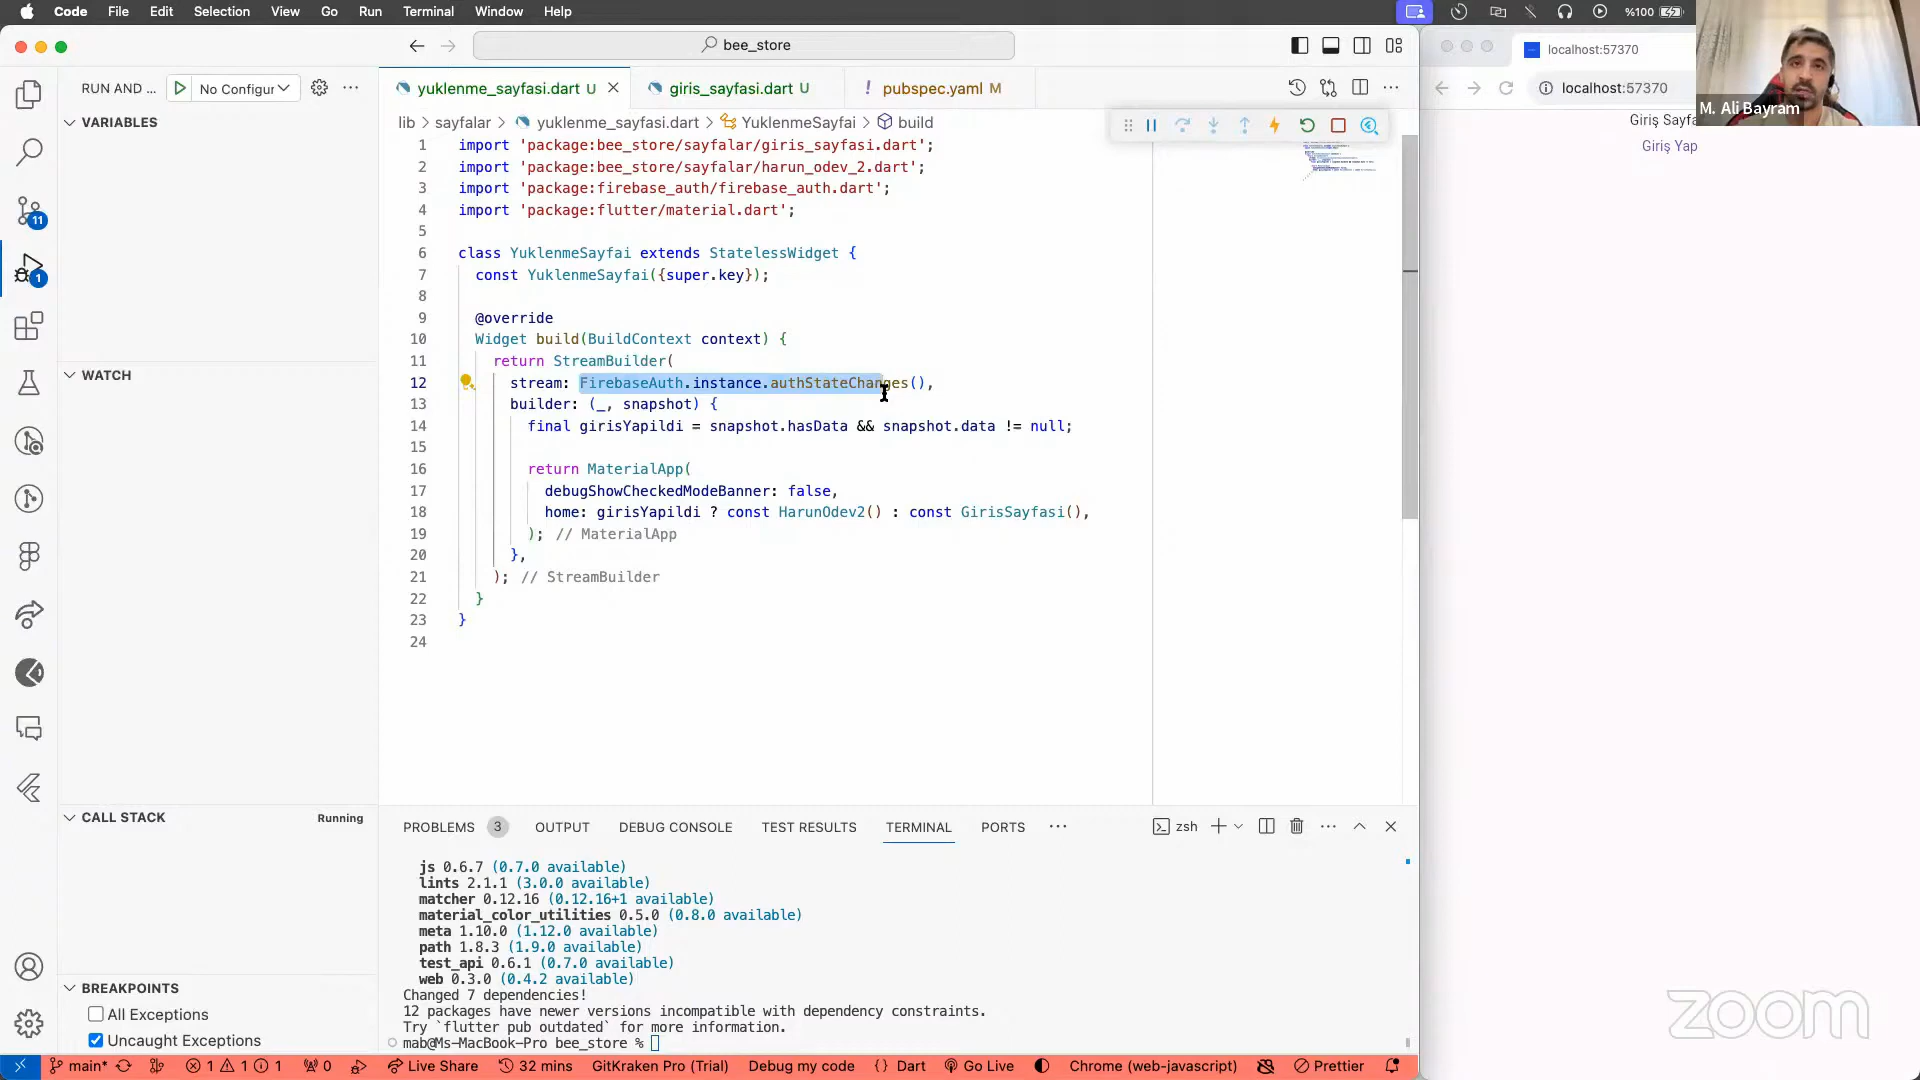 Code File Edit Selection View Go Run Terminal Window Help
%100
bee_store
localhost:57370
localhost:57370
M. Ali Bayram
Giriş Sayfa
Giriş Yap
RUN AND ...
No Configur
VARIABLES
WATCH
CALL STACK
Running
BREAKPOINTS
All Exceptions
Uncaught Exceptions
11
1
yuklenme_sayfasi.dart U
giris_sayfasi.dart U
! pubspec.yaml M
lib > sayfalar > yuklenme_sayfasi.dart > YuklenmeSayfai > build
1 import 'package:bee_store/sayfalar/giris_sayfasi.dart';
2 import 'package:bee_store/sayfalar/harun_odev_2.dart';
3 import 'package:firebase_auth/firebase_auth.dart';
4 import 'package:flutter/material.dart';
5
6 class YuklenmeSayfai extends StatelessWidget {
7 const YuklenmeSayfai({super.key});
8
9 @override
10 Widget build(BuildContext context) {
11 return StreamBuilder(
12 stream: FirebaseAuth.instance.authStateChanges(),
13 builder: (_, snapshot) {
14 final girisYapildi = snapshot.hasData && snapshot.data != null;
15
16 return MaterialApp(
17 debugShowCheckedModeBanner: false,
18 home: girisYapildi ? const HarunOdev2() : const GirisSayfasi(),
19 ); // MaterialApp
20 },
21 ); // StreamBuilder
22 }
23 }
24
PROBLEMS 3 OUTPUT DEBUG CONSOLE TEST RESULTS TERMINAL PORTS
zsh
js 0.6.7 (0.7.0 available)
lints 2.1.1 (3.0.0 available)
matcher 0.12.16 (0.12.16+1 available)
material_color_utilities 0.5.0 (0.8.0 available)
meta 1.10.0 (1.12.0 available)
path 1.8.3 (1.9.0 available)
test_api 0.6.1 (0.7.0 available)
web 0.3.0 (0.4.2 available)
Changed 7 dependencies!
12 packages have newer versions incompatible with dependency constraints.
Try `flutter pub outdated` for more information.
mab@Ms-MacBook-Pro bee_store %
zoom
main* 1 1 1 0 Live Share 32 mins GitKraken Pro (Trial) Debug my code {} Dart Go Live Chrome (web-javascript) Prettier